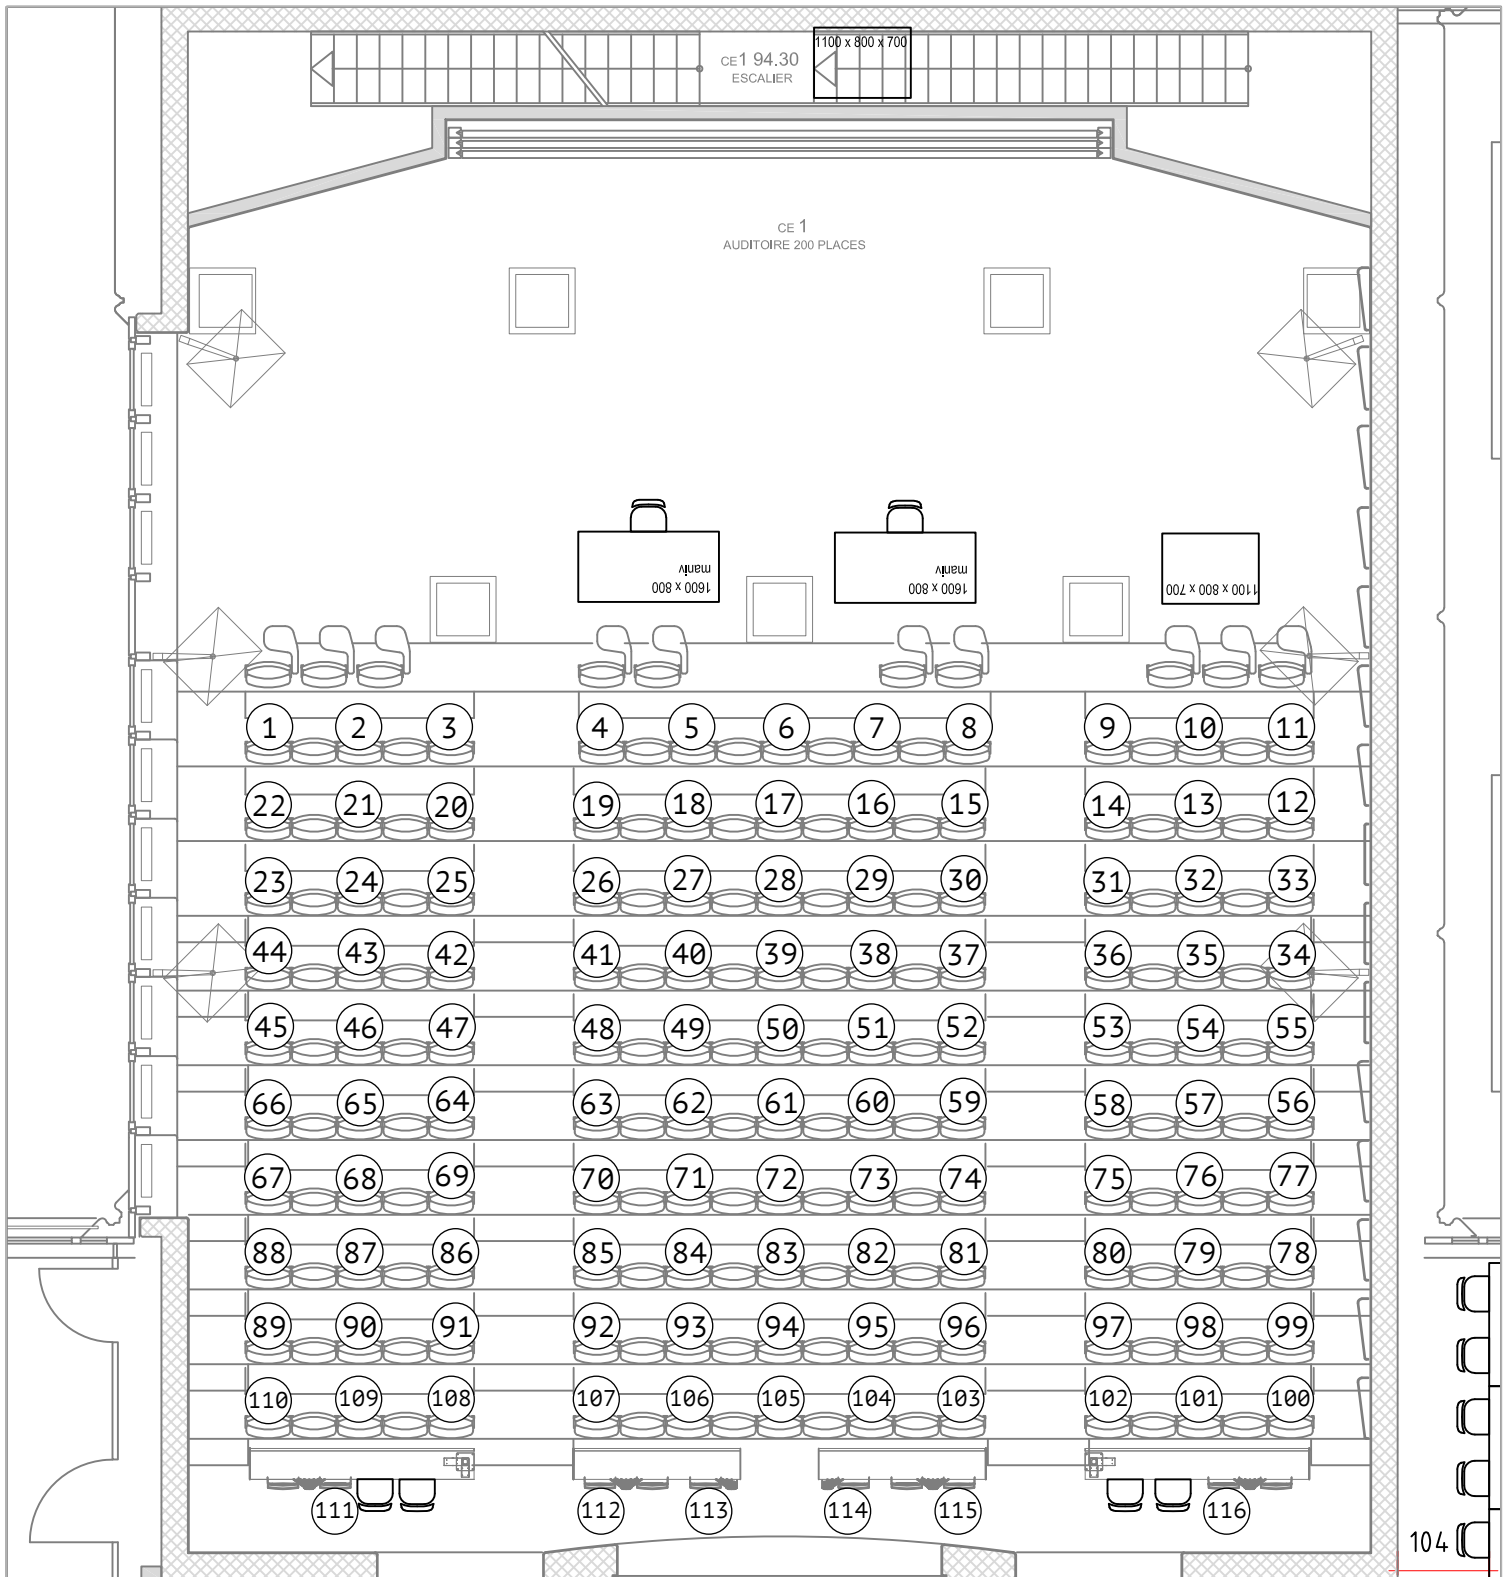 1100 x 800 x 700
CE1 94.30
ESCALIER
CE 1
AUDITOIRE 200 PLACES
maniv
1600 x 800
maniv
1600 x 800
1100 x 800 x 700
1 2 3 4 5 6 7 8 9 10 11
22 21 20 19 18 17 16 15 14 13 12
23 24 25 26 27 28 29 30 31 32 33
44 43 42 41 40 39 38 37 36 35 34
45 46 47 48 49 50 51 52 53 54 55
66 65 64 63 62 61 60 59 58 57 56
67 68 69 70 71 72 73 74 75 76 77
88 87 86 85 84 83 82 81 80 79 78
89 90 91 92 93 94 95 96 97 98 99
110 109 108 107 106 105 104 103 102 101 100
111 112 113 114 115 116
104